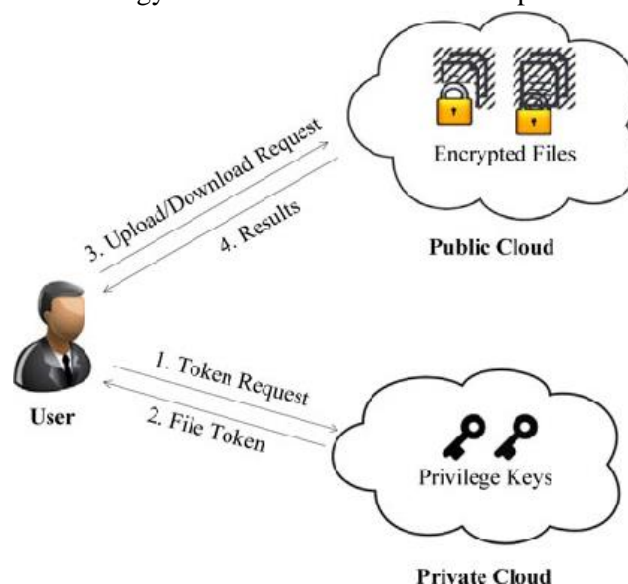 Encrypted Files
3. Upload/Download Request
4. Results
Public Cloud
1. Token Request
2. File Token
User
Privilege Keys
Private Cloud